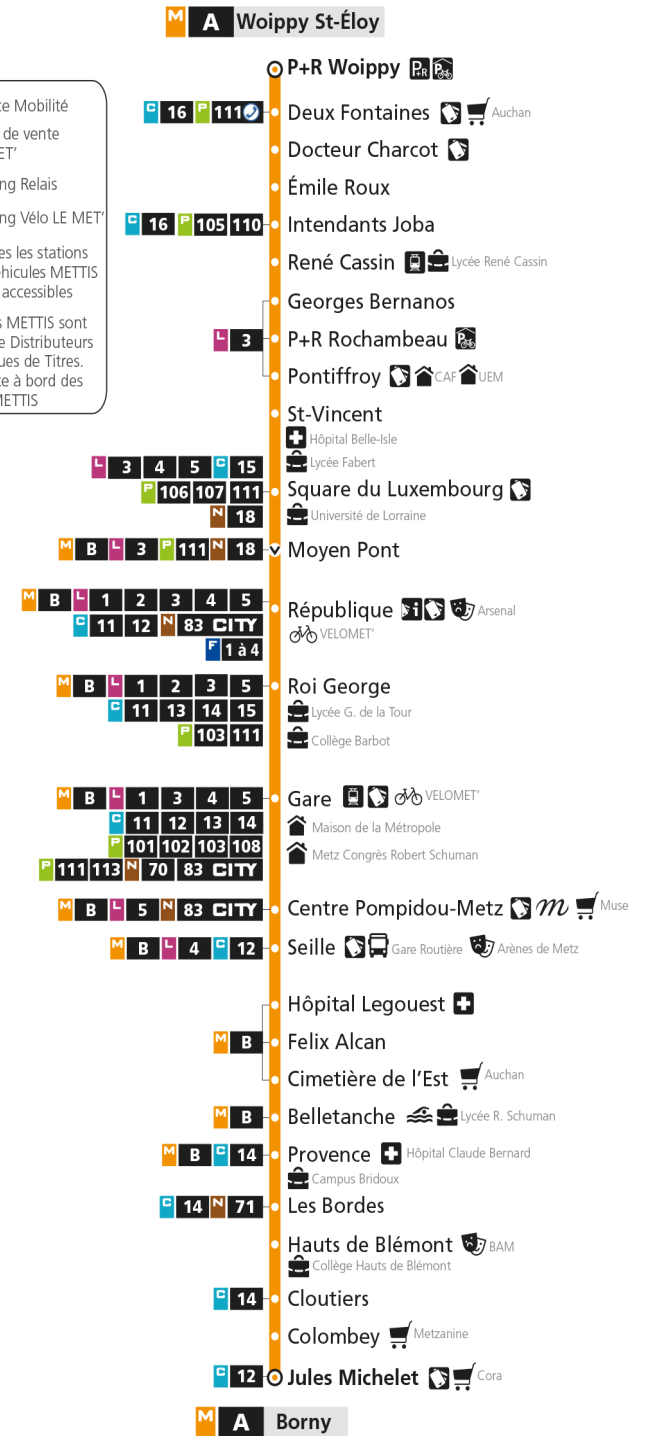 M A Woippy St-Éloy
P+R Woippy P+R
te Mobilité
de vente
ET'
ng Relais
ng Vélo LE MET'
es les stations
éhicules METTIS
accessibles
s METTIS sont
e Distributeurs
ues de Titres.
te à bord des
METTIS
C 16 P 111 Deux Fontaines Auchan
Docteur Charcot
Émile Roux
C 16 P 105 110 Intendants Joba
René Cassin Lycée René Cassin
Georges Bernanos
L 3 P+R Rochambeau
Pontiffroy CAF UEM
St-Vincent
Hôpital Belle-Isle
Lycée Fabert
L 3 4 5 C 15
P 106 107 111 Square du Luxembourg
N 18 Université de Lorraine
M B L 3 P 111 N 18 Moyen Pont
M B L 1 2 3 4 5
République i Arsenal
C 11 12 N 83 CITY
VELOMET'
F 1 à 4
M B L 1 2 3 5 Roi George
C 11 13 14 15 Lycée G. de la Tour
P 103 111 Collège Barbot
M B L 1 3 4 5 Gare VELOMET'
C 11 12 13 14 Maison de la Métropole
P 101 102 103 108 Metz Congrès Robert Schuman
P 111 113 N 70 83 CITY
M B L 5 N 83 CITY Centre Pompidou-Metz m Muse
M B L 4 C 12 Seille Gare Routière Arènes de Metz
Hôpital Legouest
M B Felix Alcan
Cimetière de l'Est Auchan
M B Belletanche Lycée R. Schuman
M B C 14 Provence Hôpital Claude Bernard
Campus Bridoux
C 14 N 71 Les Bordes
Hauts de Blémont BAM
Collège Hauts de Blémont
C 14 Cloutiers
Colombey Metzanine
C 12 Jules Michelet Cora
M A Borny